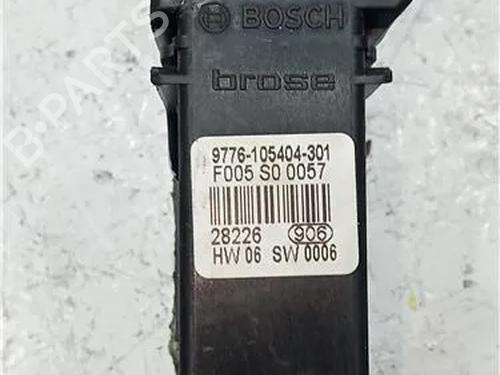 BOSCH
brose
9776-105404-301
F005 S0 0057
28226 906
HW 06 SW 0006
B-PARTS